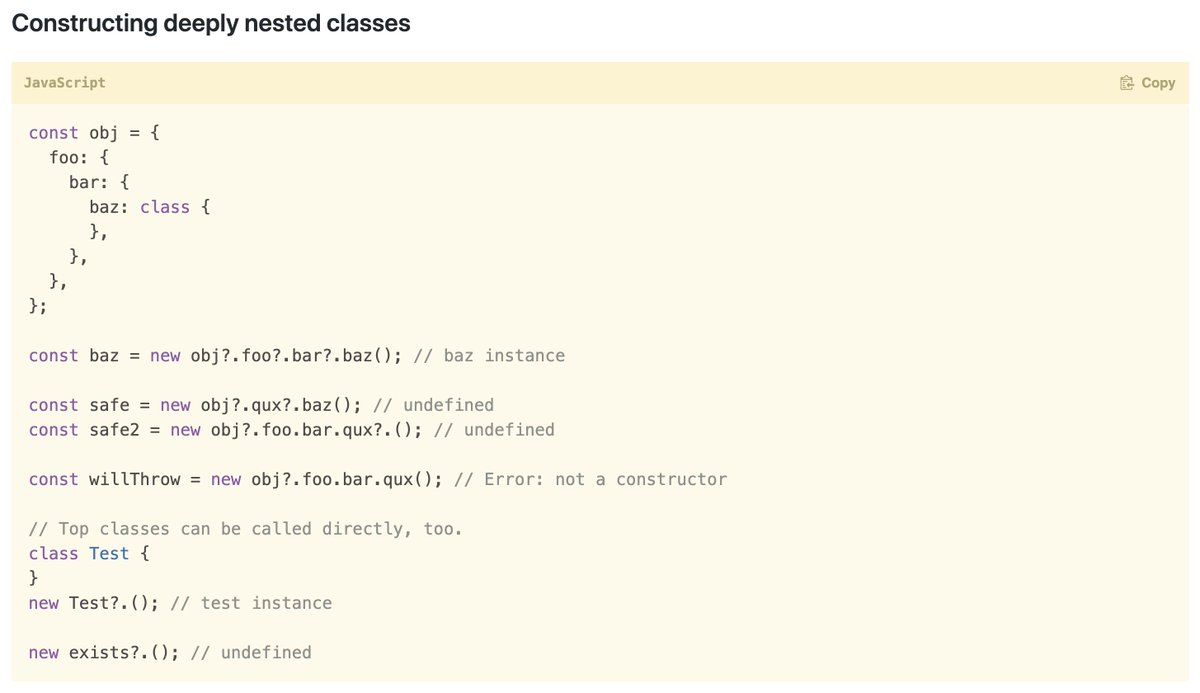 Constructing deeply nested classes
JavaScript
Copy
const obj = {
  foo: {
    bar: {
      baz: class {
      },
    },
  },
};
const baz = new obj?.foo?.bar?.baz(); // baz instance
const safe = new obj?.qux?.baz(); // undefined
const safe2 = new obj?.foo.bar.qux?.(); // undefined
const willThrow = new obj?.foo.bar.qux(); // Error: not a constructor
// Top classes can be called directly, too.
class Test {
}
new Test?.(); // test instance
new exists?.(); // undefined